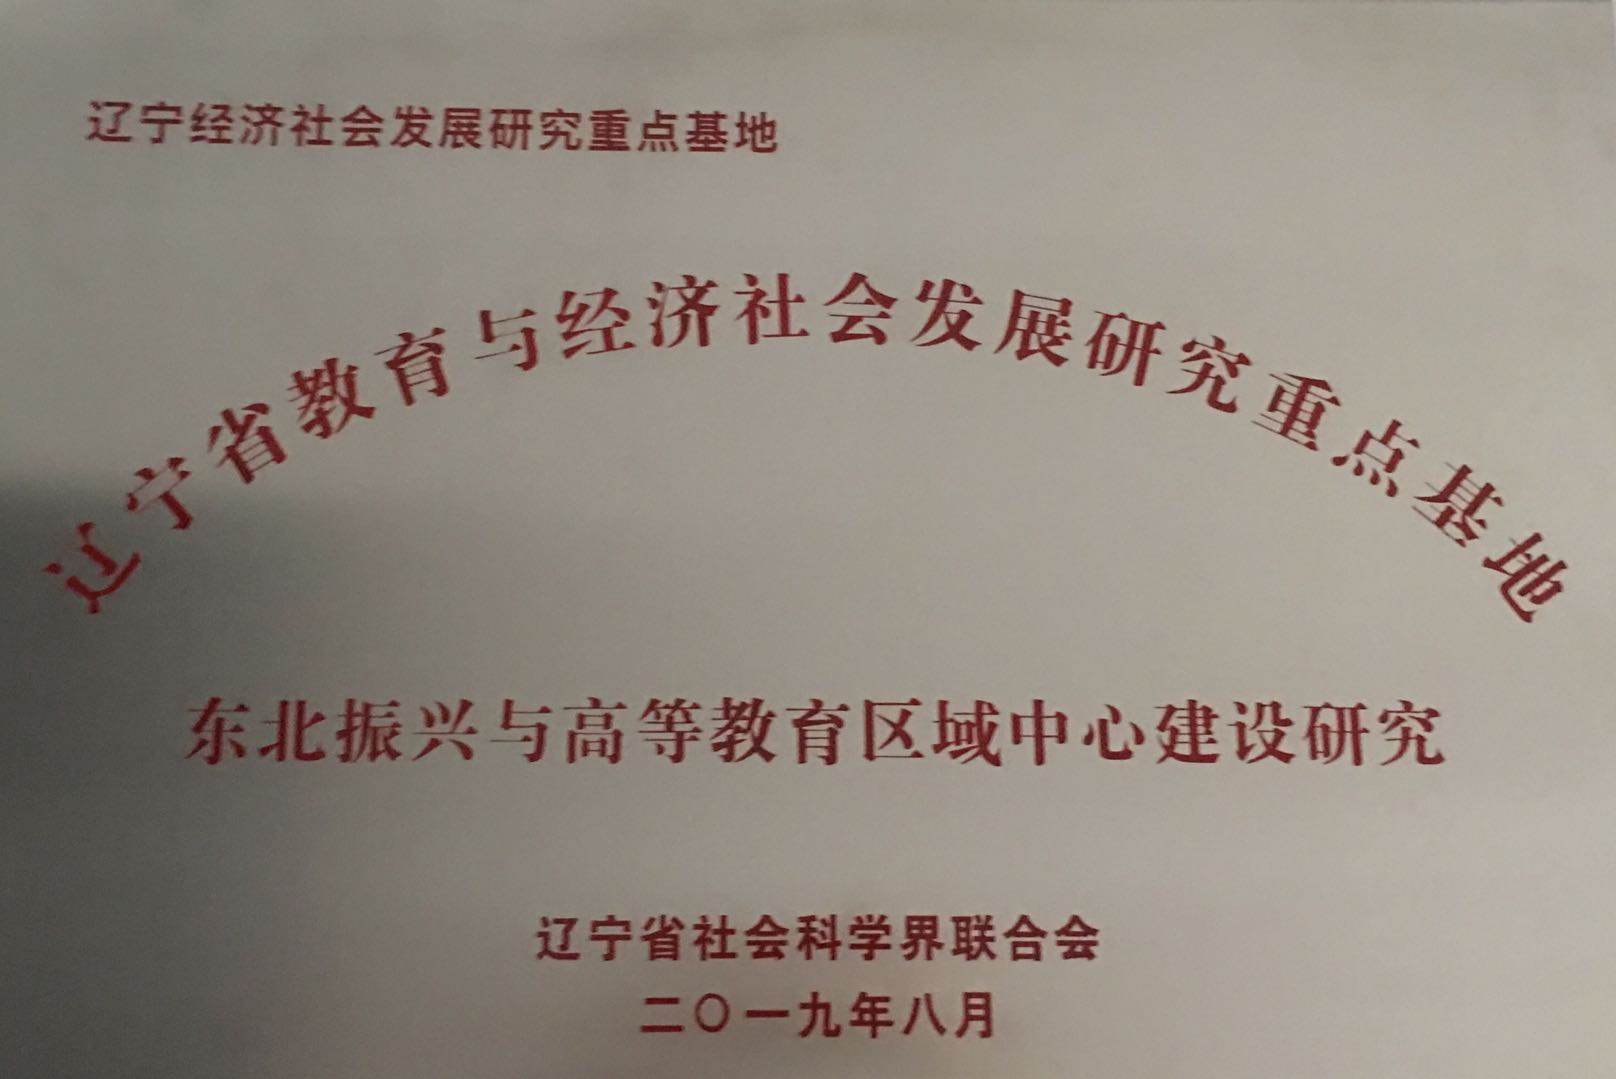 辽宁经济社会发展研究重点基地
辽宁省教育与经济社会发展研究重点基地
东北振兴与高等教育区域中心建设研究
辽宁省社会科学界联合会
二〇一九年八月